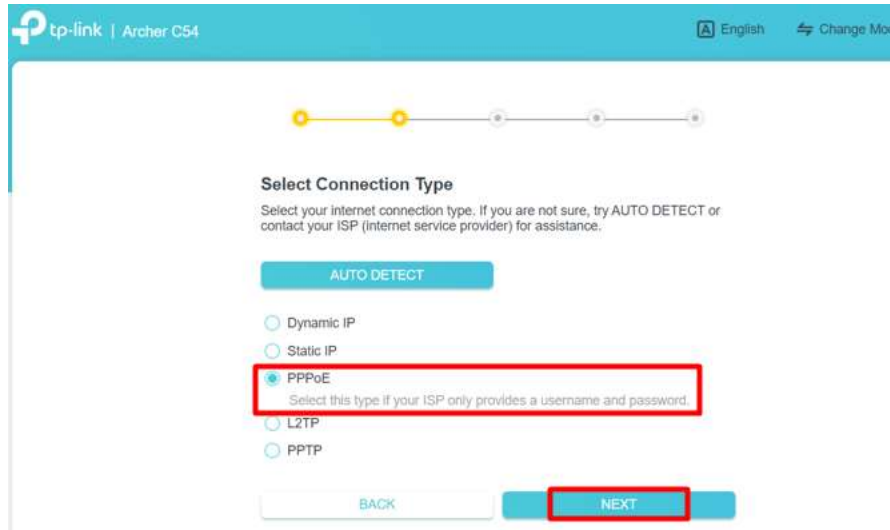 tp-link | Archer C54
English
Change Mo
Select Connection Type
Select your internet connection type. If you are not sure, try AUTO DETECT or
contact your ISP (internet service provider) for assistance.
AUTO DETECT
Dynamic IP
Static IP
PPPoE
Select this type if your ISP only provides a username and password.
L2TP
PPTP
BACK
NEXT